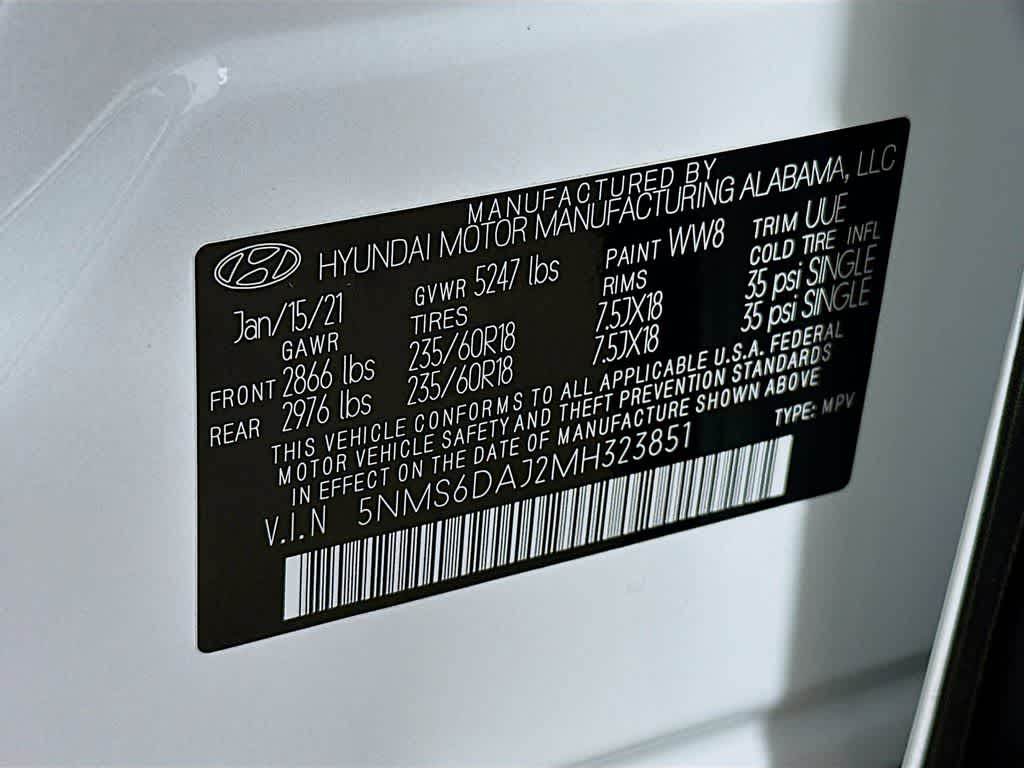 MANUFACTURED BY
HYUNDAI MOTOR MANUFACTURING ALABAMA, LLC
Jan/15/21 GVWR 5247 lbs PAINT WW8 TRIM UUE
GAWR TIRES RIMS COLD TIRE INFL
FRONT 2866 lbs 235/60R18 7.5JX18 35 psi SINGLE
REAR 2976 lbs 235/60R18 7.5JX18 35 psi SINGLE
THIS VEHICLE CONFORMS TO ALL APPLICABLE U.S.A. FEDERAL
MOTOR VEHICLE SAFETY AND THEFT PREVENTION STANDARDS
IN EFFECT ON THE DATE OF MANUFACTURE SHOWN ABOVE
V.I.N 5NMS6DAJ2MH323851 TYPE: MPV